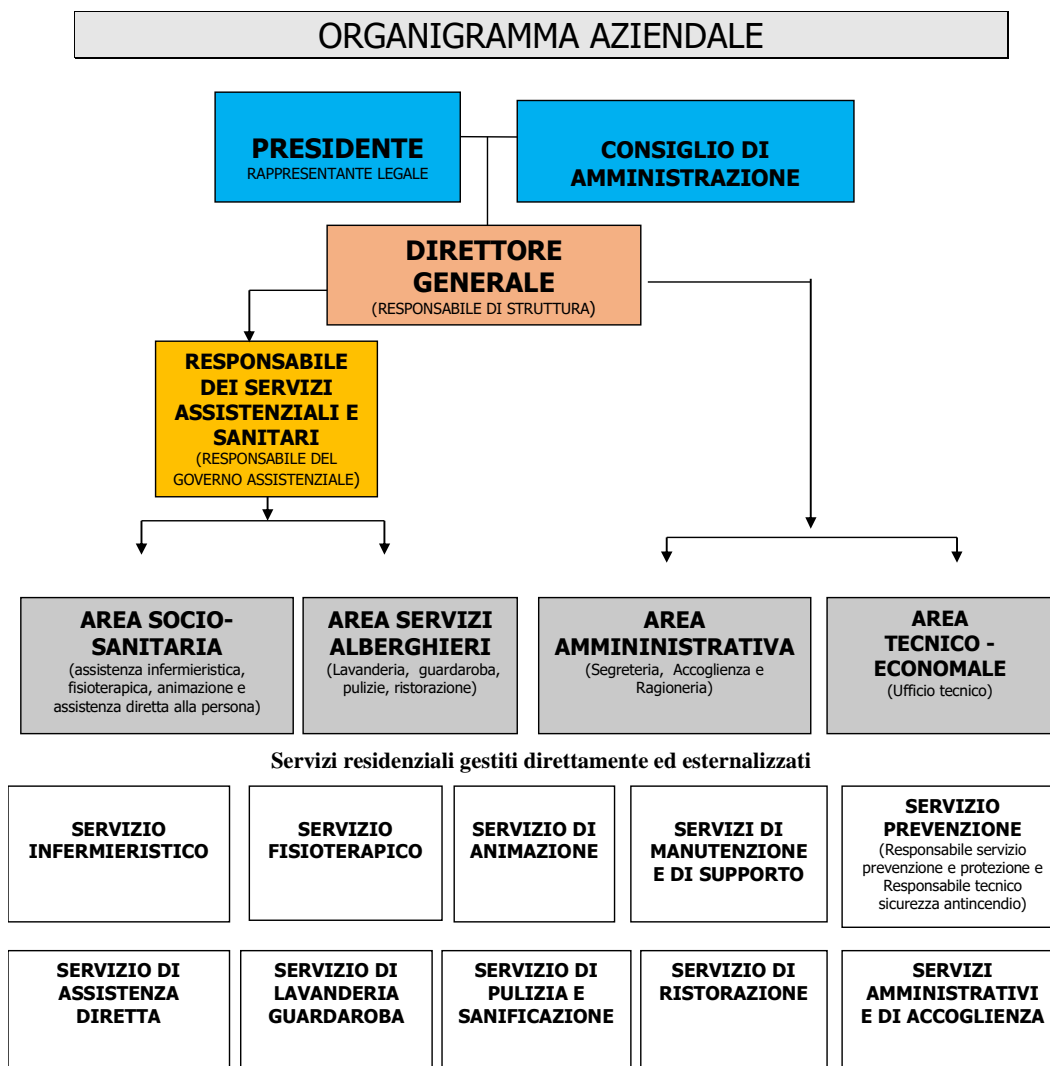 ORGANIGRAMMA AZIENDALE
PRESIDENTE
RAPPRESENTANTE LEGALE
CONSIGLIO DI
AMMINISTRAZIONE
DIRETTORE
GENERALE
(RESPONSABILE DI STRUTTURA)
RESPONSABILE
DEI SERVIZI
ASSISTENZIALI E
SANITARI
(RESPONSABILE DEL
GOVERNO ASSISTENZIALE)
AREA SOCIO-
SANITARIA
(assistenza infermieristica,
fisioterapica, animazione e
assistenza diretta alla persona)
AREA SERVIZI
ALBERGHIERI
(Lavanderia, guardaroba,
pulizie, ristorazione)
AREA
AMMININISTRATIVA
(Segreteria, Accoglienza e
Ragioneria)
AREA
TECNICO -
ECONOMALE
(Ufficio tecnico)
Servizi residenziali gestiti direttamente ed esternalizzati
SERVIZIO
INFERMIERISTICO
SERVIZIO
FISIOTERAPICO
SERVIZIO DI
ANIMAZIONE
SERVIZI DI
MANUTENZIONE
E DI SUPPORTO
SERVIZIO
PREVENZIONE
(Responsabile servizio
prevenzione e protezione e
Responsabile tecnico
sicurezza antincendio)
SERVIZIO DI
ASSISTENZA
DIRETTA
SERVIZIO DI
LAVANDERIA
GUARDAROBA
SERVIZIO DI
PULIZIA E
SANIFICAZIONE
SERVIZIO DI
RISTORAZIONE
SERVIZI
AMMINISTRATIVI
E DI ACCOGLIENZA